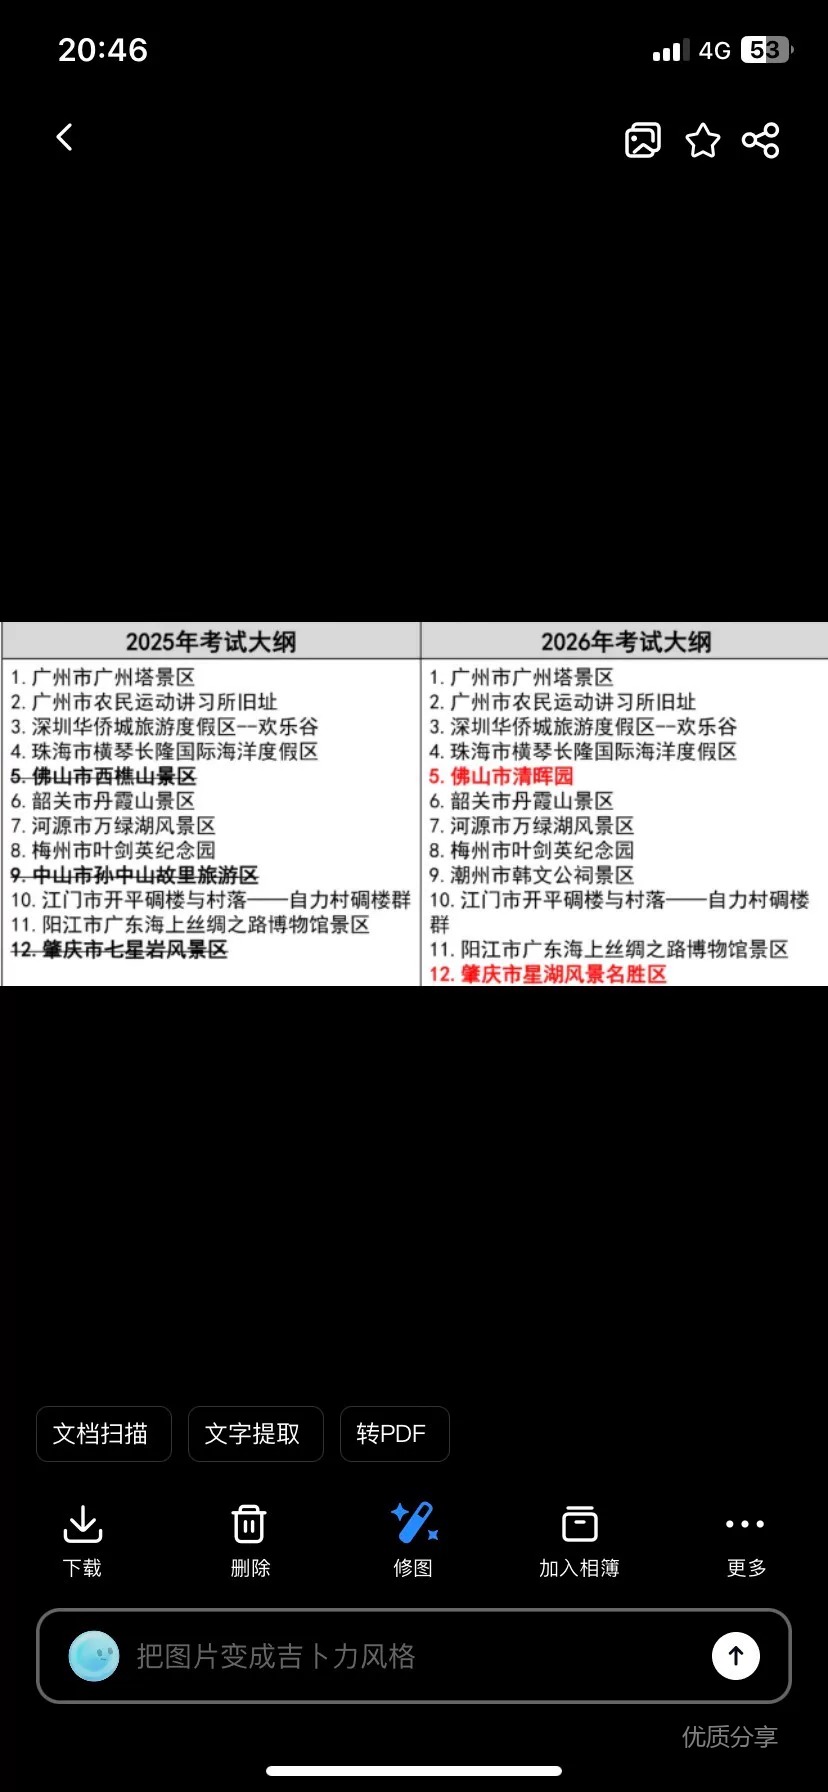 20:46
4G 53
2025年考试大纲
1. 广州市广州塔景区
2. 广州市农民运动讲习所旧址
3. 深圳华侨城旅游度假区--欢乐谷
4. 珠海市横琴长隆国际海洋度假区
5. 佛山市西樵山景区
6. 韶关市丹霞山景区
7. 河源市万绿湖风景区
8. 梅州市叶剑英纪念园
9. 中山市孙中山故里旅游区
10. 江门市开平碉楼与村落——自力村碉楼群
11. 阳江市广东海上丝绸之路博物馆景区
12. 肇庆市七星岩风景区
2026年考试大纲
1. 广州市广州塔景区
2. 广州市农民运动讲习所旧址
3. 深圳华侨城旅游度假区--欢乐谷
4. 珠海市横琴长隆国际海洋度假区
5. 佛山市清晖园
6. 韶关市丹霞山景区
7. 河源市万绿湖风景区
8. 梅州市叶剑英纪念园
9. 潮州市韩文公祠景区
10. 江门市开平碉楼与村落——自力村碉楼
群
11. 阳江市广东海上丝绸之路博物馆景区
12. 肇庆市星湖风景名胜区
文档扫描 文字提取 转PDF
下载 删除 修图 加入相簿 更多
把图片变成吉卜力风格
优质分享